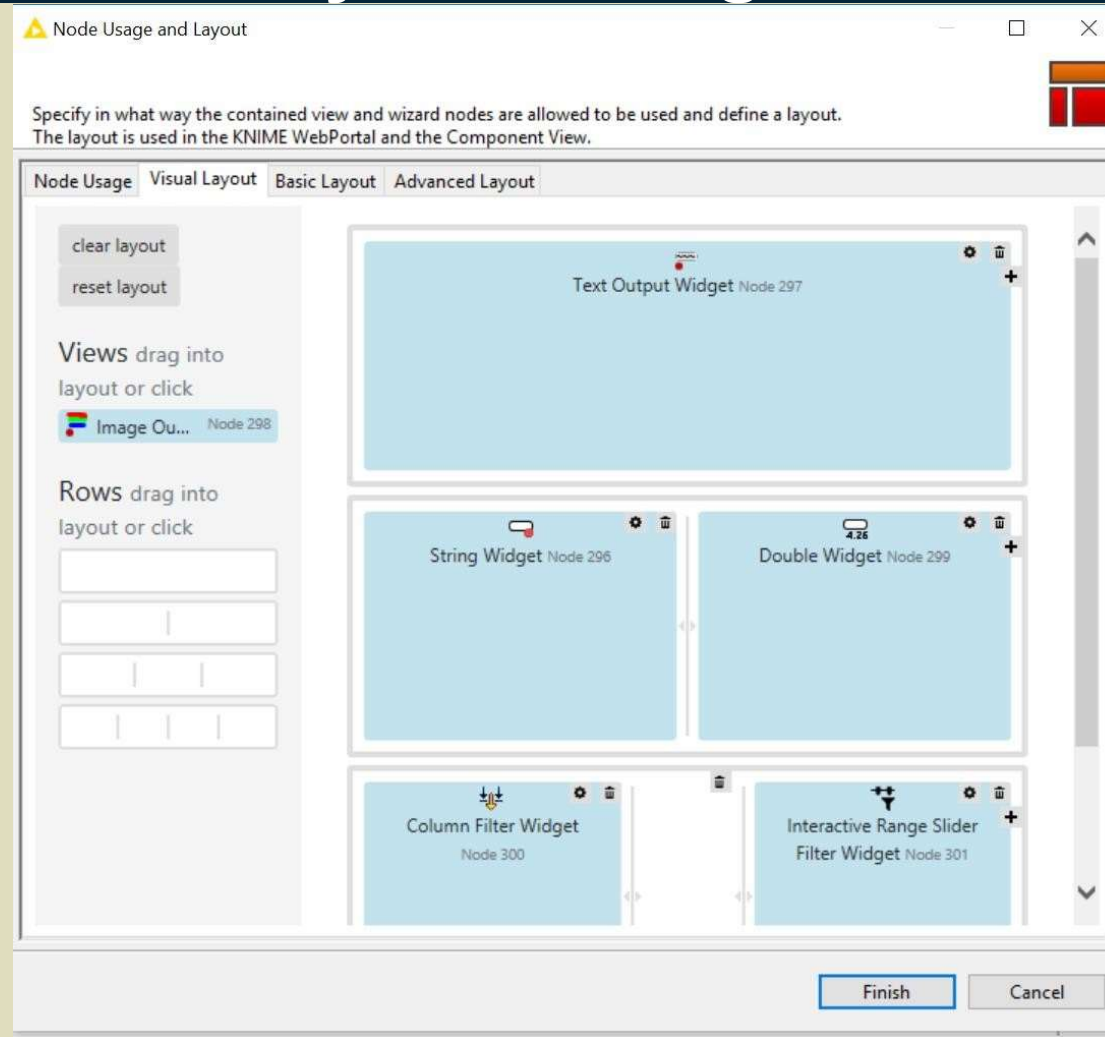 Node Usage and Layout
Specify in what way the contained view and wizard nodes are allowed to be used and define a layout.
The layout is used in the KNIME WebPortal and the Component View.
Node Usage Visual Layout Basic Layout Advanced Layout
clear layout
reset layout
Views drag into
layout or click
Image Ou... Node 298
Rows drag into
layout or click
Text Output Widget Node 297
String Widget Node 296
4.26
Double Widget Node 299
Column Filter Widget
Node 300
Interactive Range Slider
Filter Widget Node 301
Finish Cancel